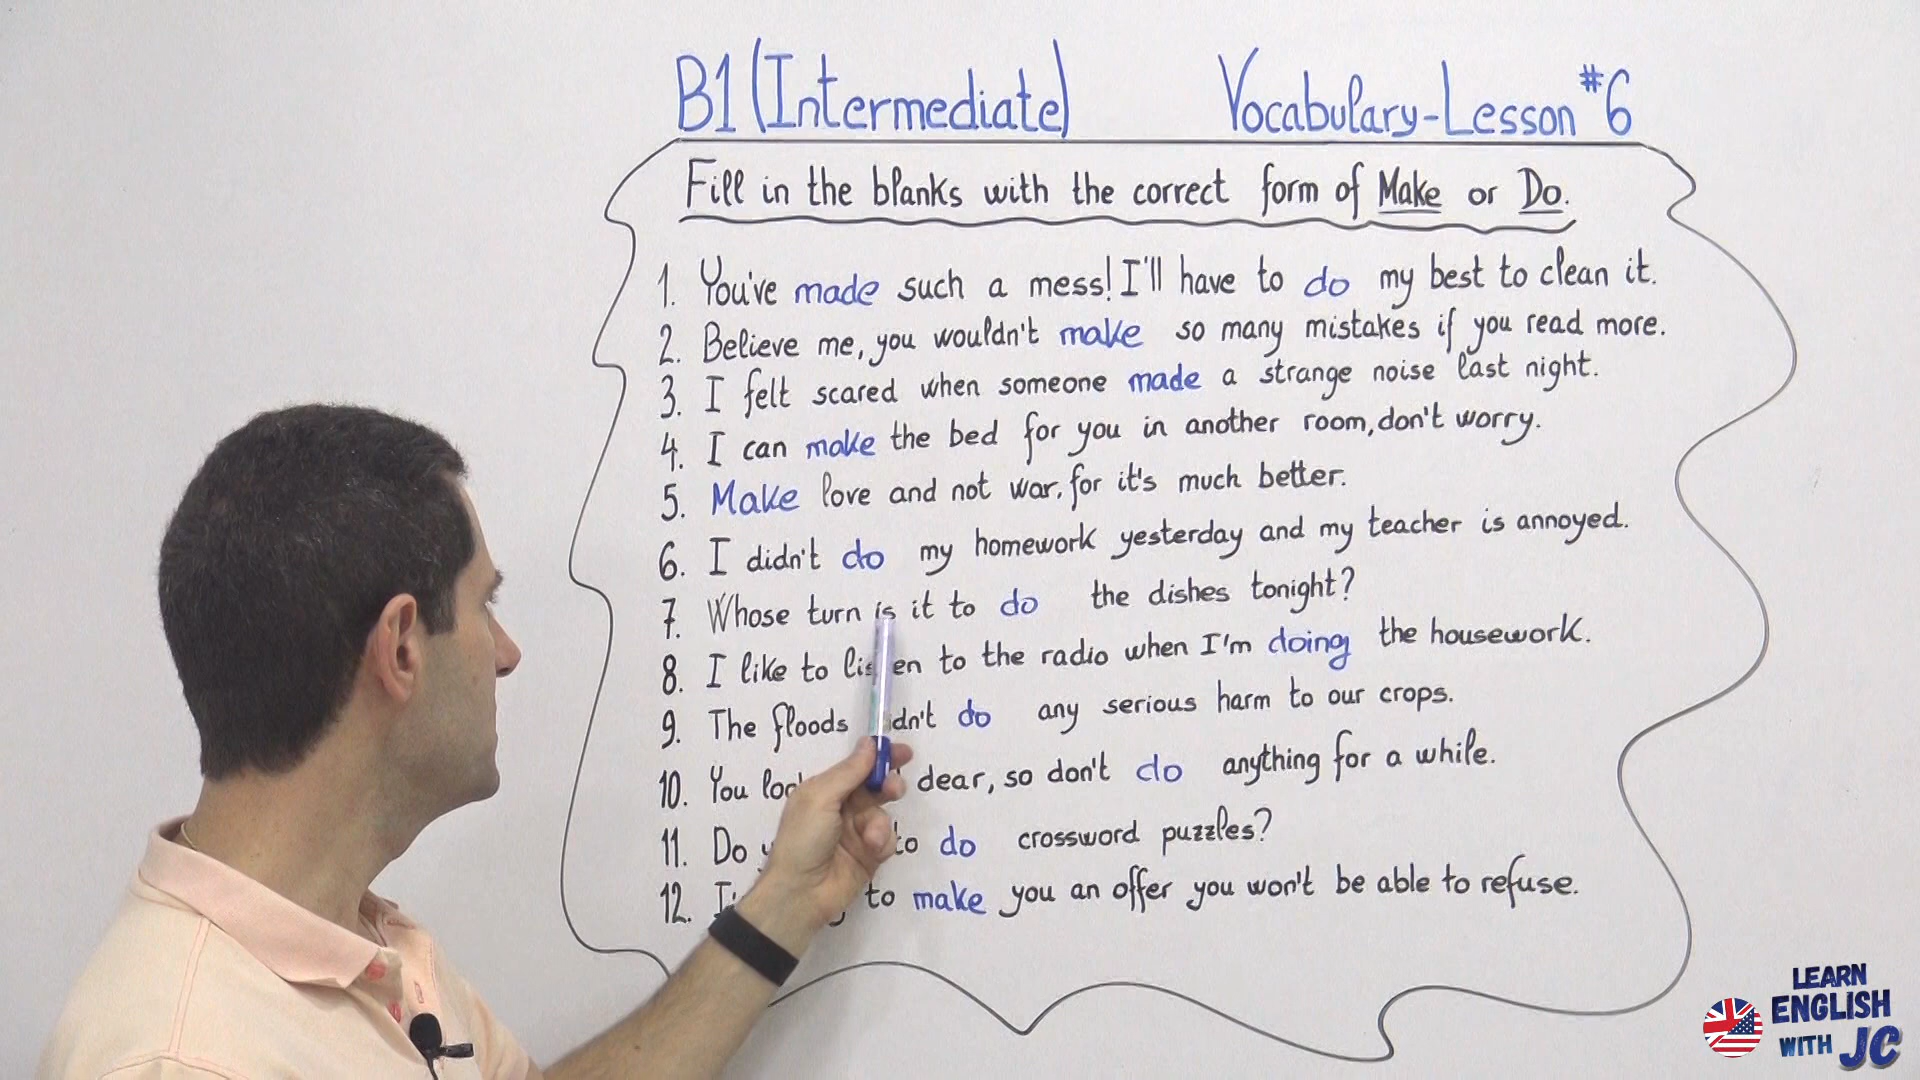 B1 (Intermediate) Vocabulary-Lesson #6
Fill in the blanks with the correct form of Make or Do.
1. You've made such a mess! I'll have to do my best to clean it.
2. Believe me, you wouldn't make so many mistakes if you read more.
3. I felt scared when someone made a strange noise last night.
4. I can make the bed for you in another room, don't worry.
5. Make love and not war, for it's much better.
6. I didn't do my homework yesterday and my teacher is annoyed.
7. Whose turn is it to do the dishes tonight?
8. I like to listen to the radio when I'm doing the housework.
9. The floods didn't do any serious harm to our crops.
10. You dear, so don't do anything for a while.
11. Do to do crossword puzzles?
12. to make you an offer you won't be able to refuse.
LEARN
ENGLISH
WITH JC